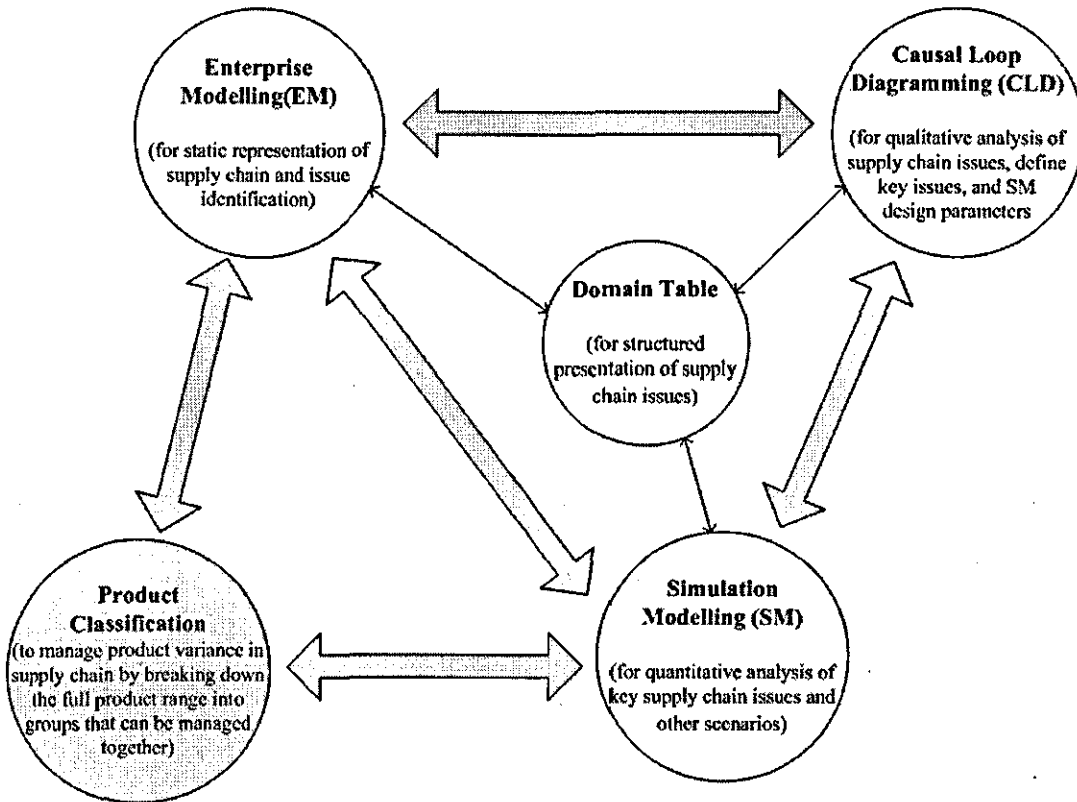 Enterprise
Modelling(EM)
(for static representation of
supply chain and issue
identification)
Causal Loop
Diagramming (CLD)
(for qualitative analysis of
supply chain issues, define
key issues, and SM
design parameters
Domain Table
(for structured
presentation of supply
chain issues)
Product
Classification
(to manage product variance in
supply chain by breaking down
the full product range into
groups that can be managed
together)
Simulation
Modelling (SM)
(for quantitative analysis of
key supply chain issues and
other scenarios)